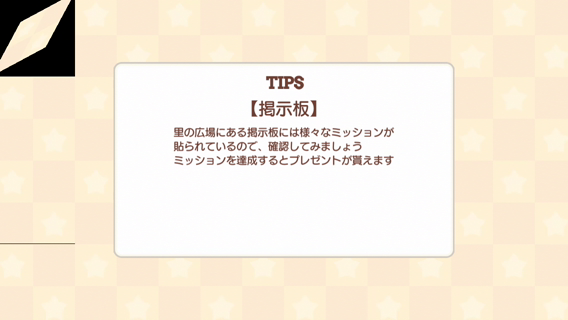 TIPS
【掲示板】
里の広場にある掲示板には様々なミッションが
貼られているので、確認してみましょう
ミッションを達成するとプレゼントが貰えます